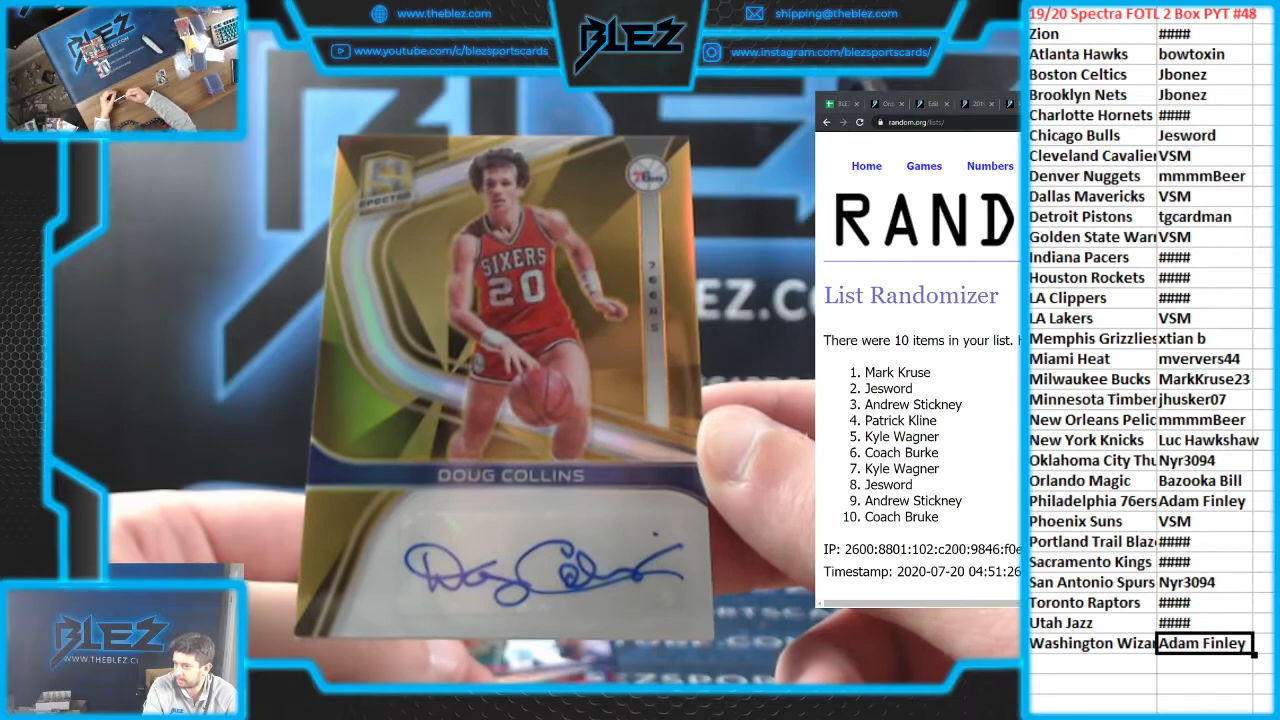 www.theblez.com
shipping@theblez.com
www.youtube.com/c/blezsportscards
BLEZ
www.instagram.com/blezsportscards/
19/20 Spectra FOTL 2 Box PYT #48
Zion ####
Atlanta Hawks bowtoxin
Boston Celtics Jbonez
Brooklyn Nets Jbonez
Charlotte Hornets ####
Chicago Bulls Jesword
Cleveland Cavalier VSM
Denver Nuggets mmmmBeer
Dallas Mavericks VSM
Detroit Pistons tgcardman
Golden State Warr VSM
Indiana Pacers ####
Houston Rockets ####
LA Clippers ####
LA Lakers VSM
Memphis Grizzlies xtian b
Miami Heat mververs44
Milwaukee Bucks MarkKruse23
Minnesota Timber jhusker07
New Orleans Pelic mmmmBeer
New York Knicks Luc Hawkshaw
Oklahoma City Thu Nyr3094
Orlando Magic Bazooka Bill
Philadelphia 76ers Adam Finley
Phoenix Suns VSM
Portland Trail Blaze ####
Sacramento Kings ####
San Antonio Spurs Nyr3094
Toronto Raptors ####
Utah Jazz ####
Washington Wizar Adam Finley
random.org/lists/
Home Games Numbers
RAND
List Randomizer
There were 10 items in your list. H
1. Mark Kruse
2. Jesword
3. Andrew Stickney
4. Patrick Kline
5. Kyle Wagner
6. Coach Burke
7. Kyle Wagner
8. Jesword
9. Andrew Stickney
10. Coach Bruke
IP: 2600:8801:102:c200:9846:f0e
Timestamp: 2020-07-20 04:51:26
SPECTRA
76ers
SIXERS
20
76ERS
DOUG COLLINS
Doug Collins
EZ.C
BLEZ
WWW.THEBLEZ.C